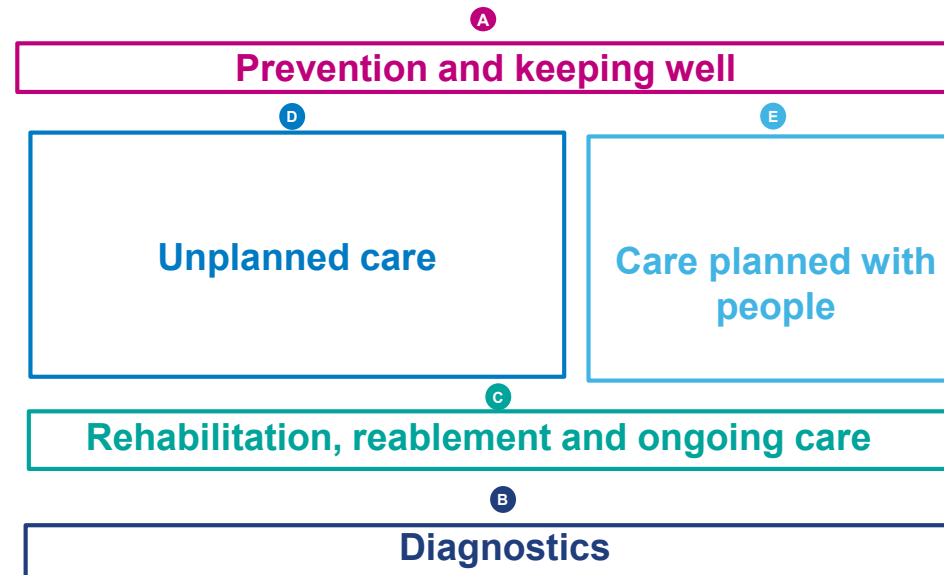 A
Prevention and keeping well
D
E
Unplanned care
Care planned with
people
C
Rehabilitation, reablement and ongoing care
B
Diagnostics